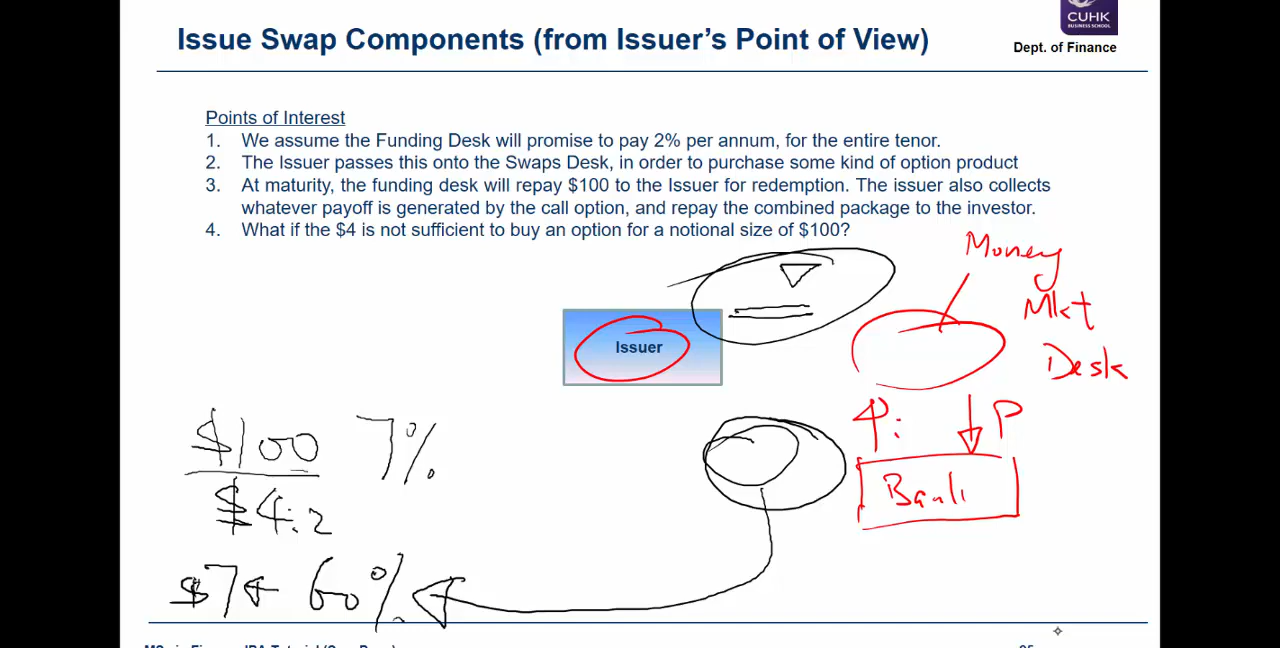 CUHK
BUSINESS SCHOOL
Issue Swap Components (from Issuer's Point of View)
Dept. of Finance
Points of Interest
1. We assume the Funding Desk will promise to pay 2% per annum, for the entire tenor.
2. The Issuer passes this onto the Swaps Desk, in order to purchase some kind of option product
3. At maturity, the funding desk will repay $100 to the Issuer for redemption. The issuer also collects
whatever payoff is generated by the call option, and repay the combined package to the investor.
4. What if the $4 is not sufficient to buy an option for a notional size of $100?
Money
Mkt
Desk
Issuer
$100 7%
$4.2
P
Bank
$7 60%